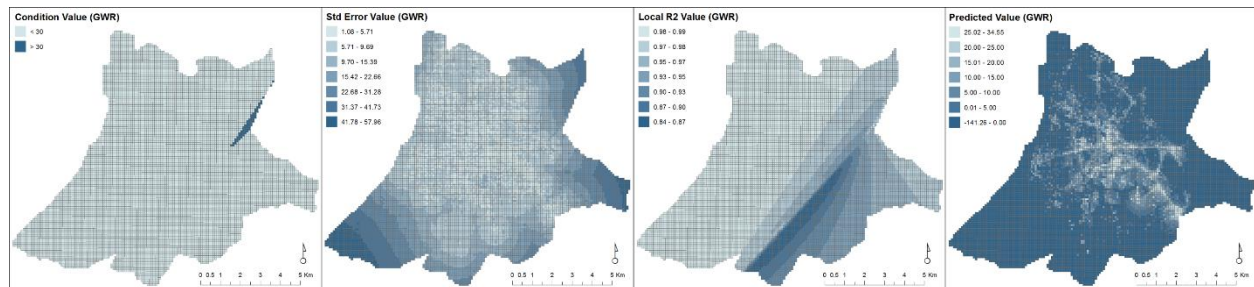 Condition Value (GWR)
< 30
> 30
0 0.5 1 2 3 4 5 Km
Std Error Value (GWR)
1.08 - 5.71
5.71 - 9.69
9.70 - 15.39
15.42 - 22.66
22.68 - 31.28
31.37 - 41.73
41.78 - 57.96
0 0.5 1 2 3 4 5 Km
Local R2 Value (GWR)
0.98 - 0.99
0.97 - 0.98
0.95 - 0.97
0.93 - 0.95
0.90 - 0.93
0.87 - 0.90
0.84 - 0.87
0 0.5 1 2 3 4 5 Km
Predicted Value (GWR)
25.02 - 34.55
20.00 - 25.00
15.01 - 20.00
10.00 - 15.00
5.00 - 10.00
0.01 - 5.00
-141.26 - 0.00
0 0.5 1 2 3 4 5 Km